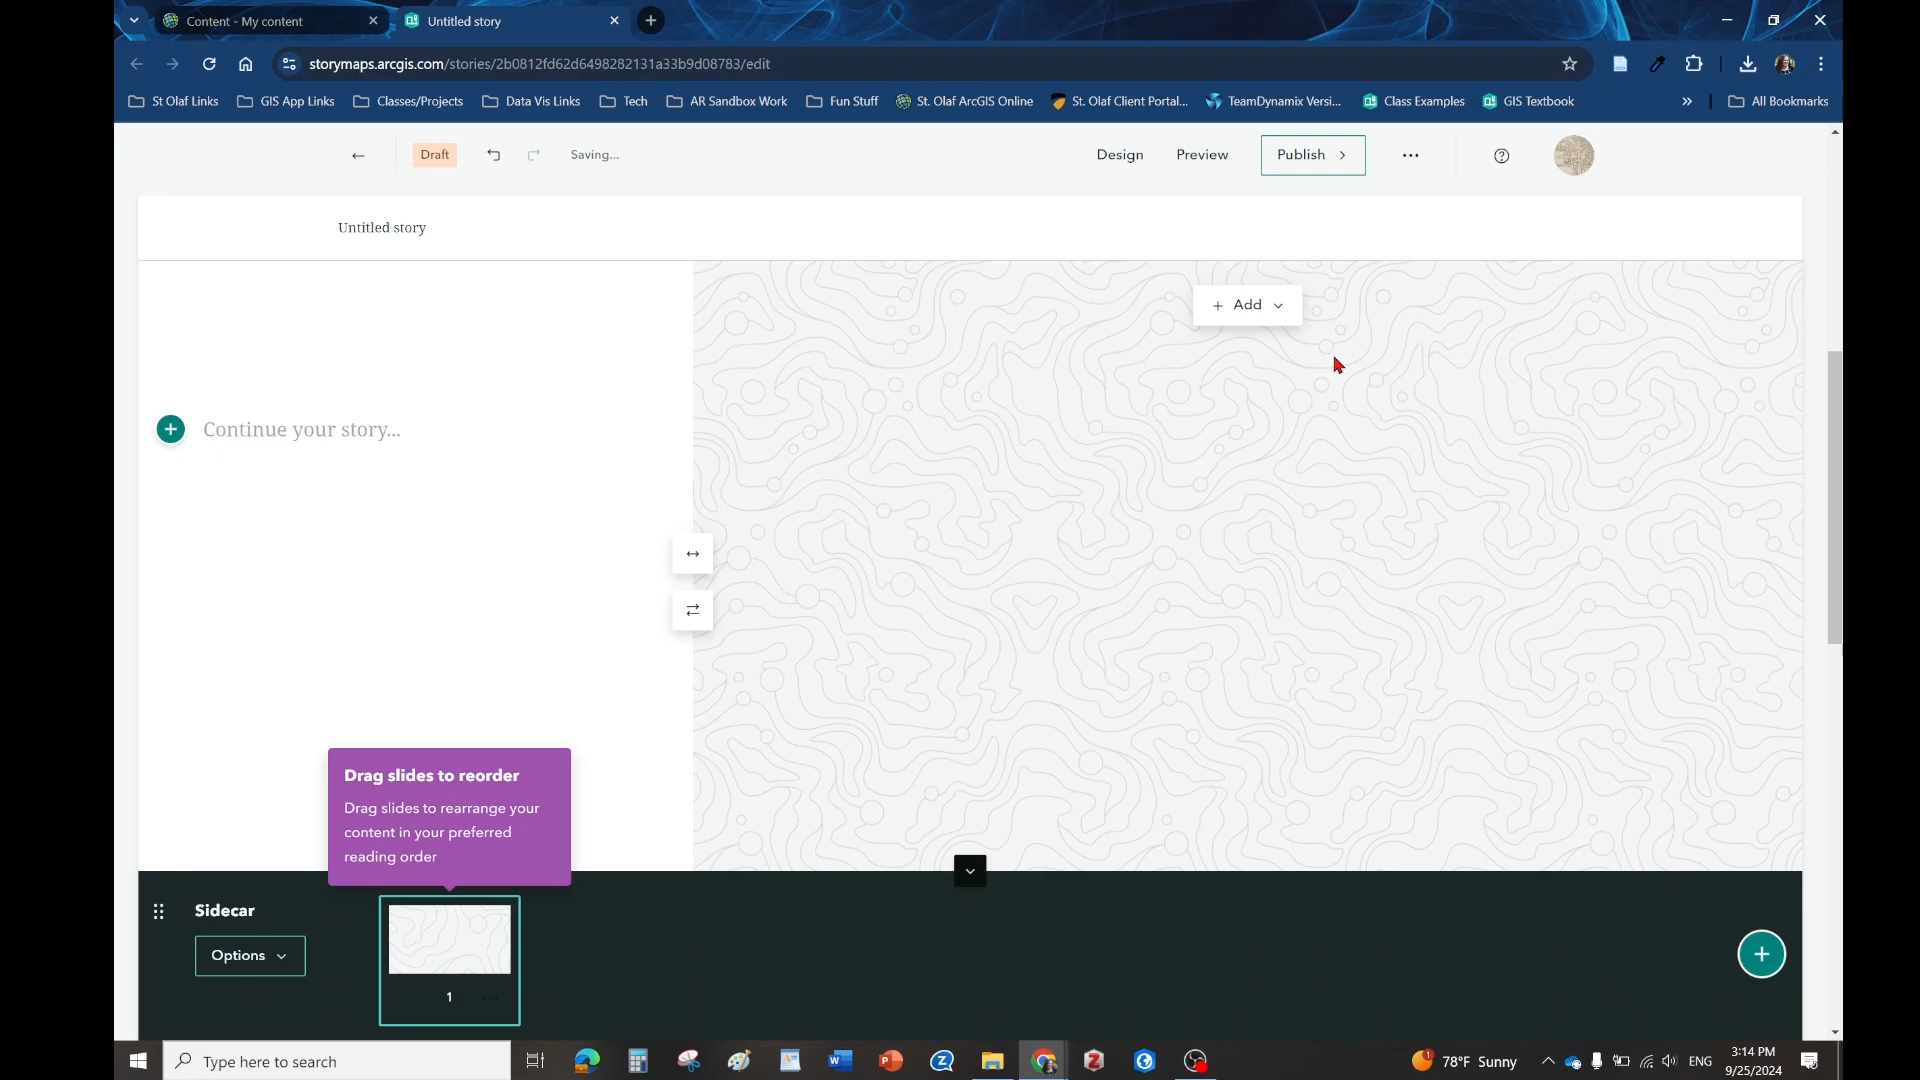 Content - My content
Untitled story
storymaps.arcgis.com/stories/2b0812fd62d6498282131a33b9d08783/edit
St Olaf Links
GIS App Links
Classes/Projects
Data Vis Links
Tech
AR Sandbox Work
Fun Stuff
St. Olaf ArcGIS Online
St. Olaf Client Portal...
TeamDynamix Versi...
Class Examples
GIS Textbook
All Bookmarks
Draft
Saving...
Design
Preview
Publish
Untitled story
Add
Continue your story...
Drag slides to reorder
Drag slides to rearrange your
content in your preferred
reading order
Sidecar
Options
1
Type here to search
78°F Sunny
ENG
3:14 PM
9/25/2024